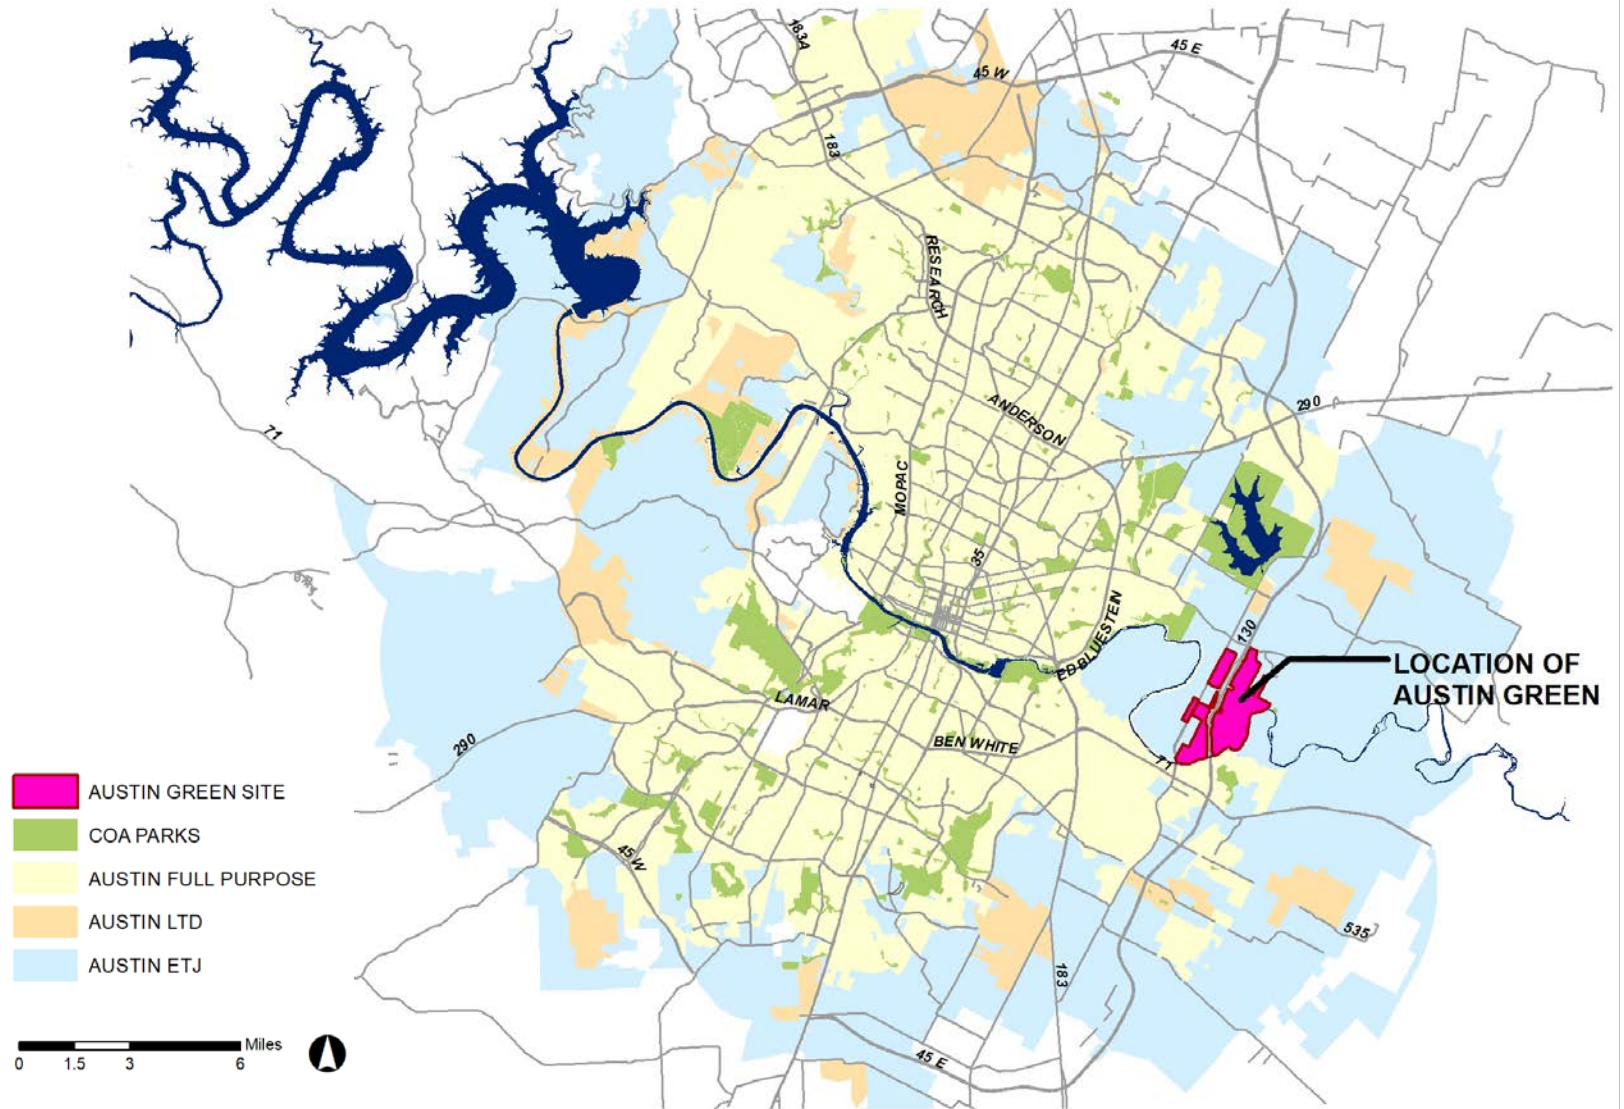 183A
45 E
45 W
183
RESEARCH
ANDERSON
290
71
MOPAC
35
ED BLUESTEIN
130
LOCATION OF
AUSTIN GREEN
LAMAR
BEN WHITE
71
290
AUSTIN GREEN SITE
COA PARKS
AUSTIN FULL PURPOSE
AUSTIN LTD
AUSTIN ETJ
45 W
535
183
45 E
Miles
0 1.5 3 6